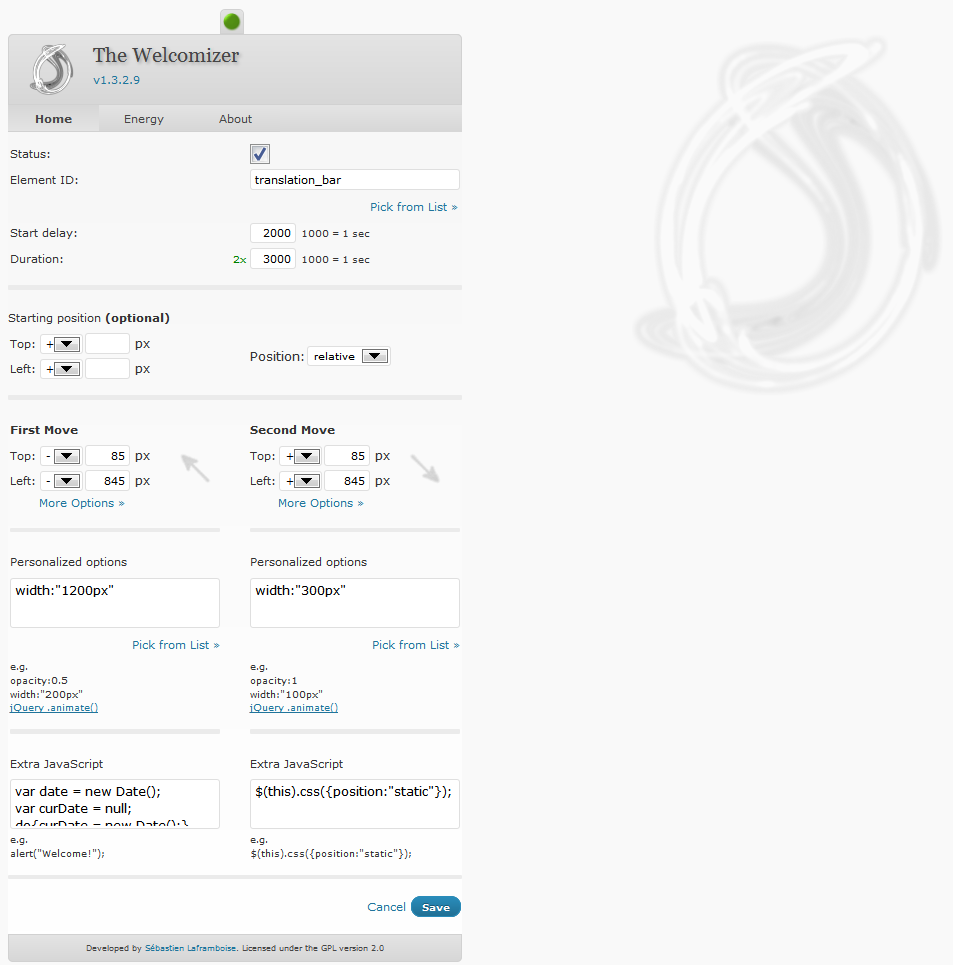 The Welcomizer
v1.3.2.9
Home Energy About
Status:
Element ID: translation_bar
Pick from List »
Start delay: 2000 1000 = 1 sec
Duration: 2x 3000 1000 = 1 sec
Starting position (optional)
Top: + px
Position: relative
Left: + px
First Move Second Move
Top: - 85 px Top: + 85 px
Left: - 845 px Left: + 845 px
More Options » More Options »
Personalized options Personalized options
width:"1200px" width:"300px"
Pick from List » Pick from List »
e.g. e.g.
opacity:0.5 opacity:1
width:"200px" width:"100px"
jQuery .animate() jQuery .animate()
Extra JavaScript Extra JavaScript
var date = new Date(); $(this).css({position:"static"});
var curDate = null;
do{curDate = new Date();}
e.g. e.g.
alert("Welcome!"); $(this).css({position:"static"});
Cancel Save
Developed by Sébastien Laframboise. Licensed under the GPL version 2.0